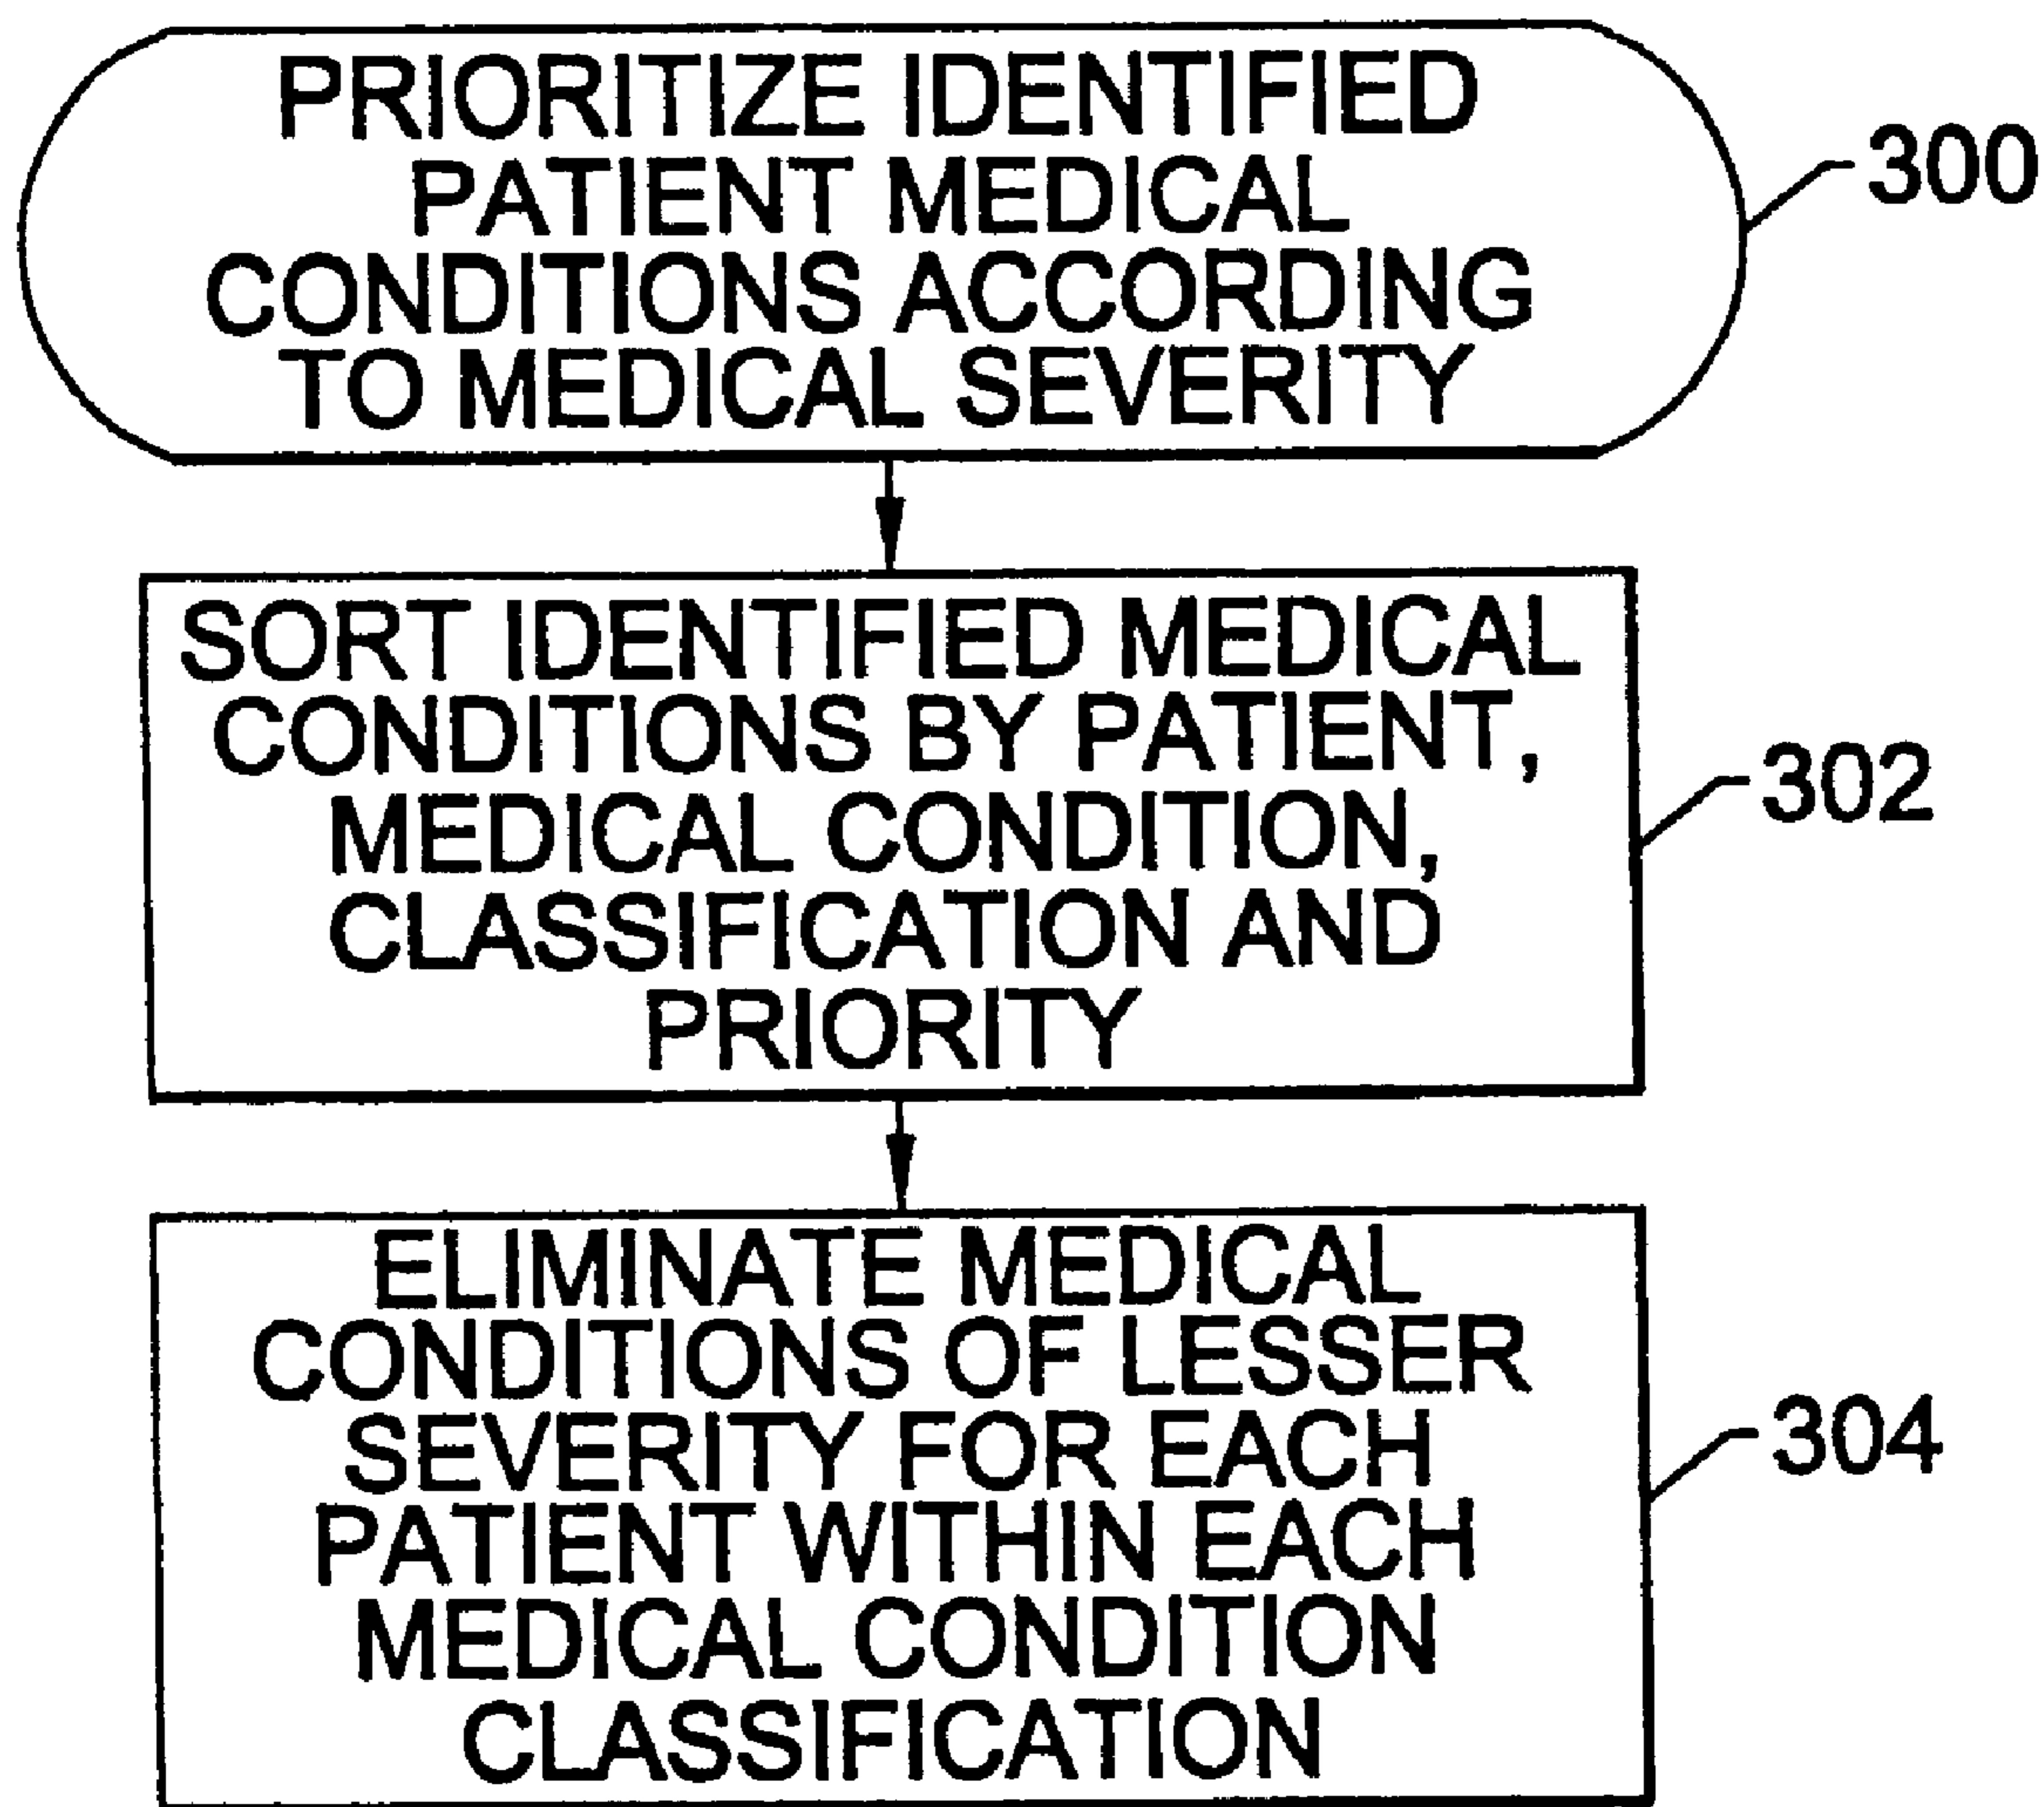 PRIORITIZE IDENTIFIED
PATIENT MEDICAL
CONDITIONS ACCORDING
TO MEDICAL SEVERITY
300
SORT IDENTIFIED MEDICAL
CONDITIONS BY PATIENT,
MEDICAL CONDITION,
CLASSIFICATION AND
PRIORITY
302
ELIMINATE MEDICAL
CONDITIONS OF LESSER
SEVERITY FOR EACH
PATIENT WITHIN EACH
MEDICAL CONDITION
CLASSIFICATION
304